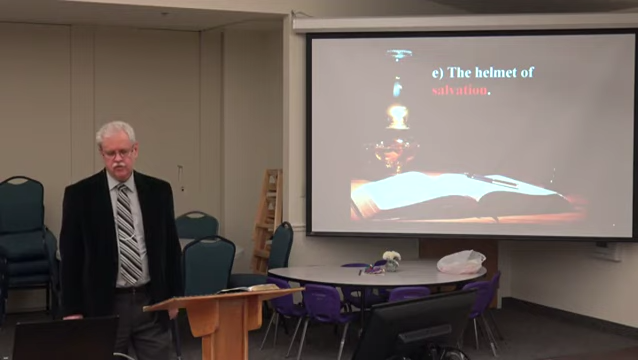 e) The helmet of
salvation.